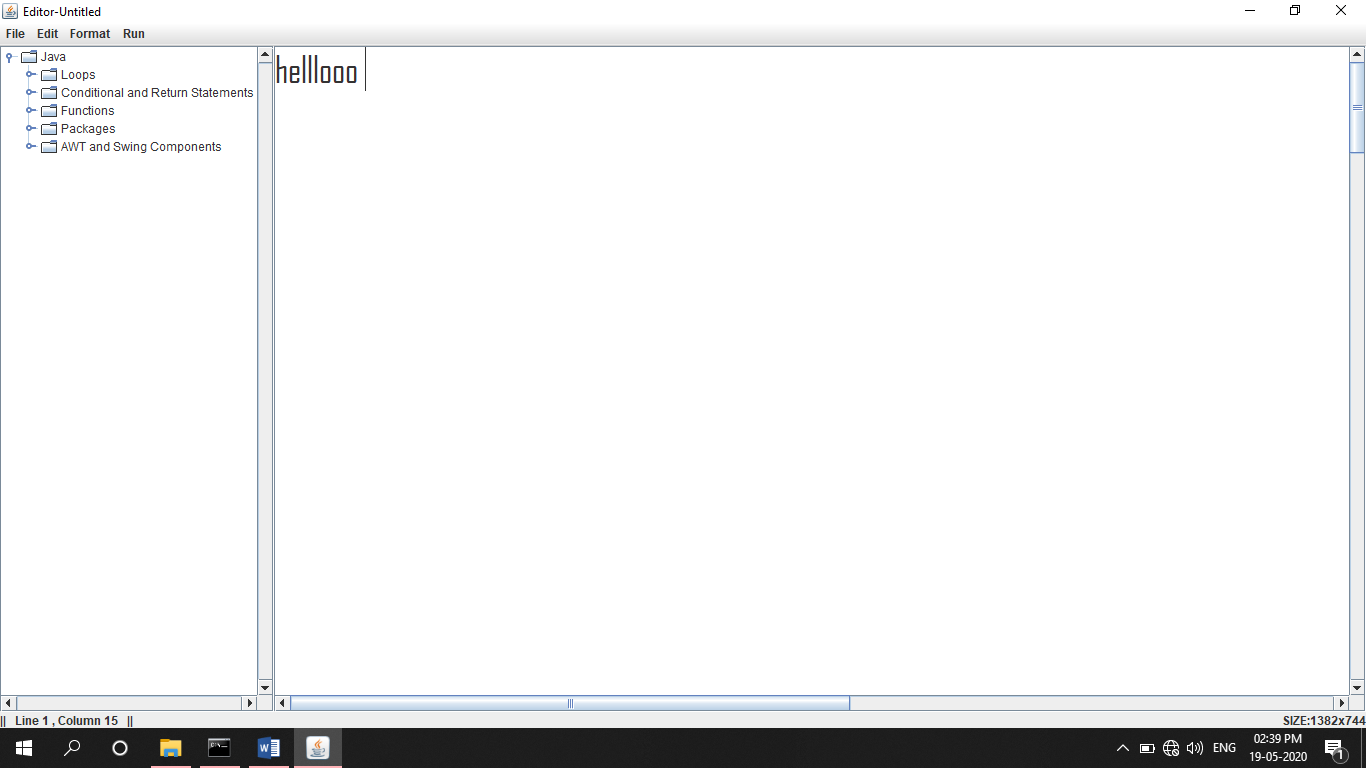 Editor-Untitled
File Edit Format Run
Java
Loops
Conditional and Return Statements
Functions
Packages
AWT and Swing Components
helllooo
|| Line 1 , Column 15 ||
SIZE:1382x744
ENG
02:39 PM
19-05-2020
1